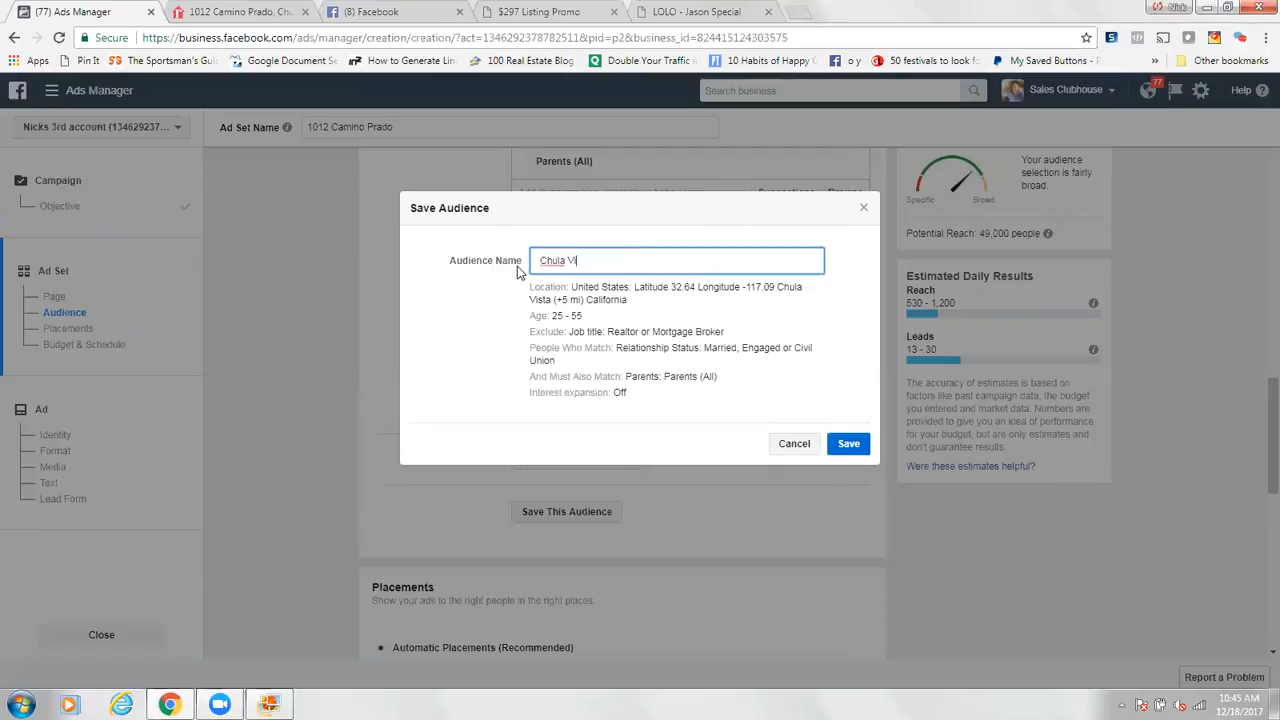 (77) Ads Manager
1012 Camino Prado, Chu
(8) Facebook
$297 Listing Promo
LOLO - Jason Special
Nick
Secure
https://business.facebook.com/ads/manager/creation/creation/?act=1346292378782511&pid=p2&business_id=824415124303575
Apps
Pin It
The Sportsman's Gu
Google Document Se
How to Generate Lin
100 Real Estate Blog
Double Your Traffic i
10 Habits of Happy C
o y
50 festivals to look fo
My Saved Buttons - F
Other bookmarks
Ads Manager
Search business
Sales Clubhouse
77
Help
Nicks 3rd account (134629237...
Ad Set Name
1012 Camino Prado
Campaign
Objective
Ad Set
Page
Audience
Placements
Budget & Schedule
Ad
Identity
Format
Media
Text
Lead Form
Close
Parents (All)
Suggestions
Browse
Save Audience
Audience Name
Chula VI
Location: United States: Latitude 32.64 Longitude -117.09 Chula
Vista (+5 mi) California
Age: 25 - 55
Exclude: Job title: Realtor or Mortgage Broker
People Who Match: Relationship Status: Married, Engaged or Civil
Union
And Must Also Match: Parents: Parents (All)
Interest expansion: Off
Cancel
Save
Save This Audience
Placements
Show your ads to the right people in the right places.
Automatic Placements (Recommended)
Specific
Broad
Your audience
selection is fairly
broad.
Potential Reach: 49,000 people
Estimated Daily Results
Reach
530 - 1,200
Leads
13 - 30
The accuracy of estimates is based on
factors like past campaign data, the budget
you entered and market data. Numbers are
provided to give you an idea of performance
for your budget, but are only estimates and
don't guarantee results.
Were these estimates helpful?
Report a Problem
10:45 AM
12/18/2017